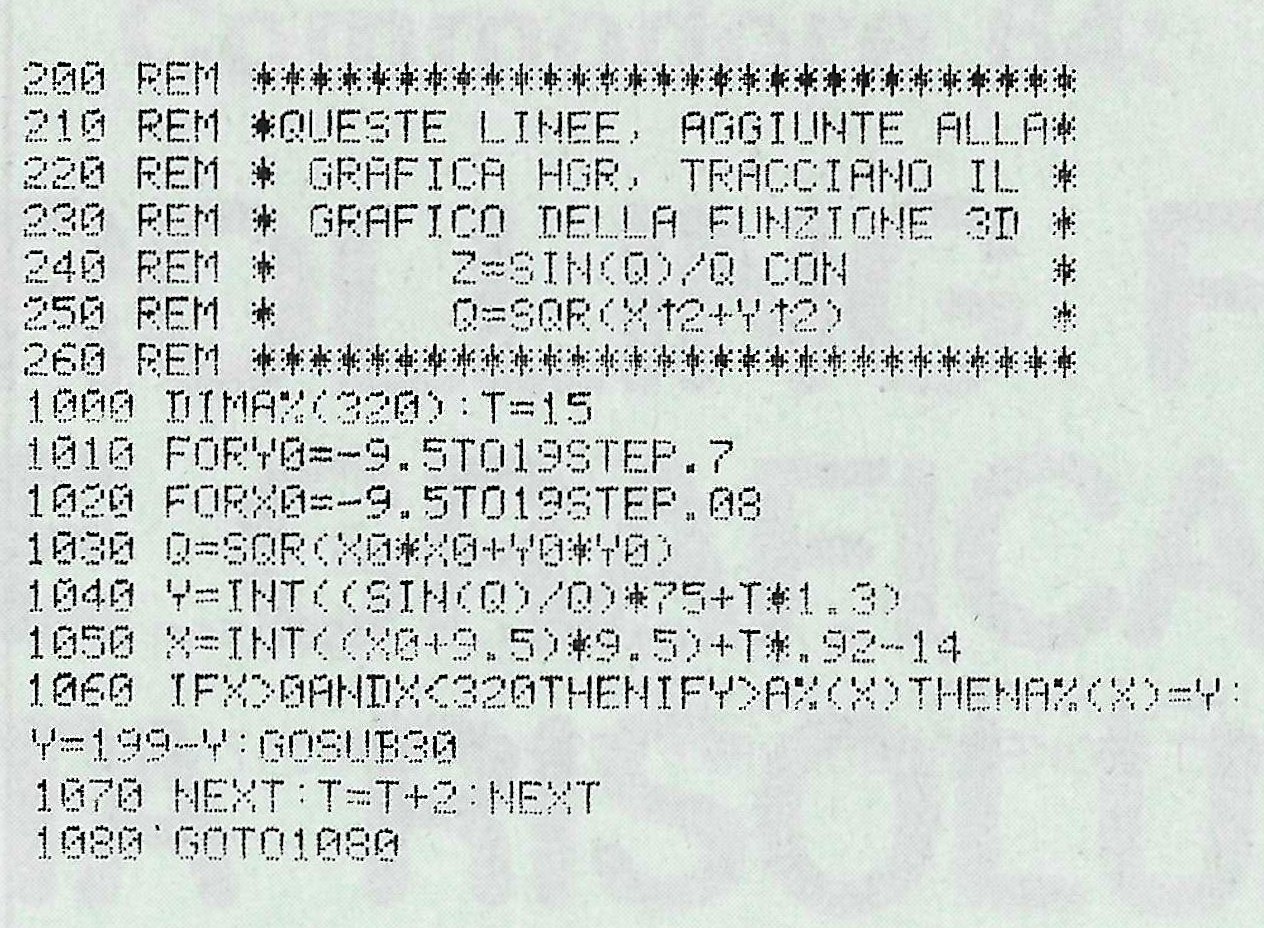 200 REM *****************************
210 REM *QUESTE LINEE, AGGIUNTE ALLA*
220 REM * GRAFICA HGR, TRACCIANO IL *
230 REM * GRAFICO DELLA FUNZIONE 3D *
240 REM *      Z=SIN(Q)/Q CON       *
250 REM *      Q=SQR(X↑2+Y↑2)       *
260 REM *****************************
1000 DIMA%(320):T=15
1010 FORY0=-9.5TO19STEP.7
1020 FORX0=-9.5TO19STEP.08
1030 Q=SQR(X0*X0+Y0*Y0)
1040 Y=INT((SIN(Q)/Q)*75+T*1.3)
1050 X=INT((X0+9.5)*9.5)+T*.92-14
1060 IFX>0ANDX<320THENIFY>A%(X)THENA%(X)=Y:
Y=199-Y:GOSUB30
1070 NEXT:T=T+2:NEXT
1080 GOTO1080